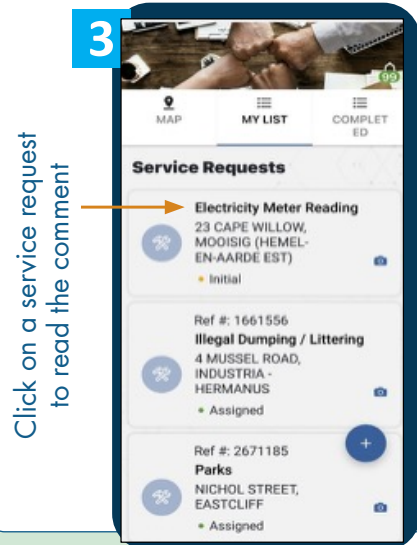 3
99
MAP
MY LIST
COMPLET
ED
Click on a service request
to read the comment
Service Requests
Electricity Meter Reading
23 CAPE WILLOW,
MOOISIG (HEMEL-
EN-AARDE EST)
Initial
Ref #: 1661556
Illegal Dumping / Littering
4 MUSSEL ROAD,
INDUSTRIA -
HERMANUS
Assigned
+
Ref #: 2671185
Parks
NICHOL STREET,
EASTCLIFF
Assigned